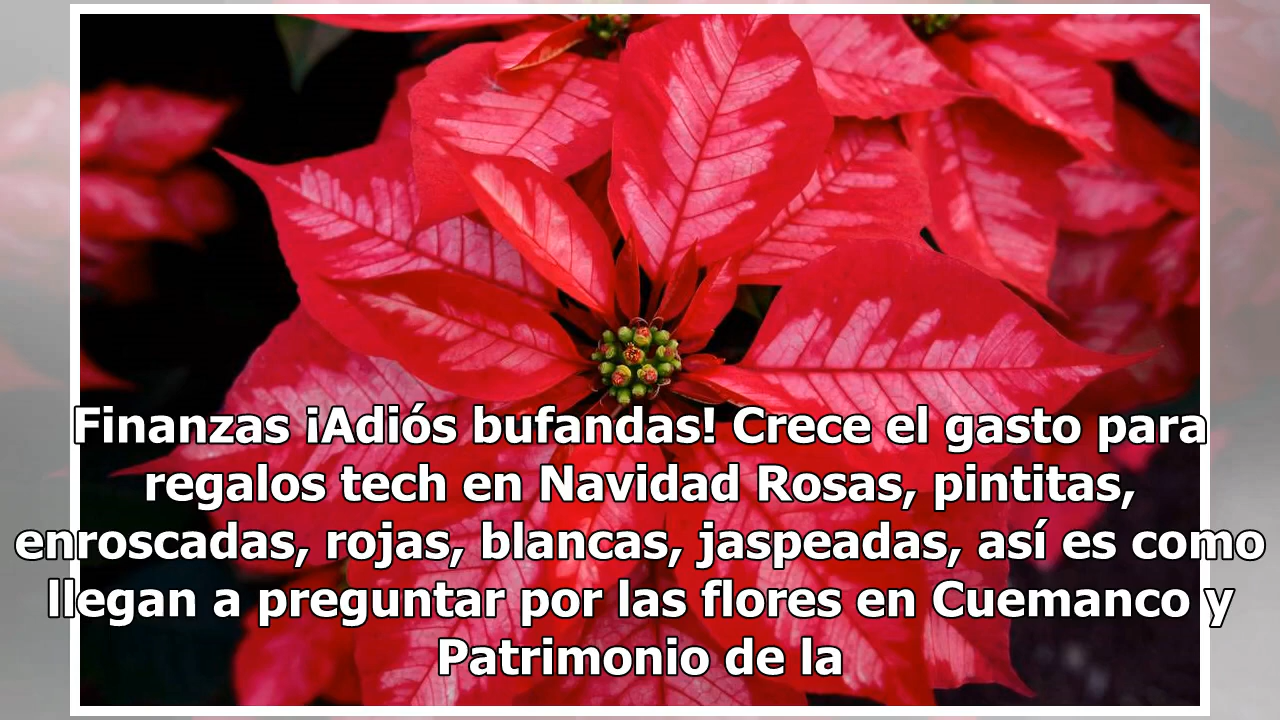 Finanzas ¡Adiós bufandas! Crece el gasto para
regalos tech en Navidad Rosas, pintitas,
enroscadas, rojas, blancas, jaspeadas, así es como
llegan a preguntar por las flores en Cuemanco y
Patrimonio de la